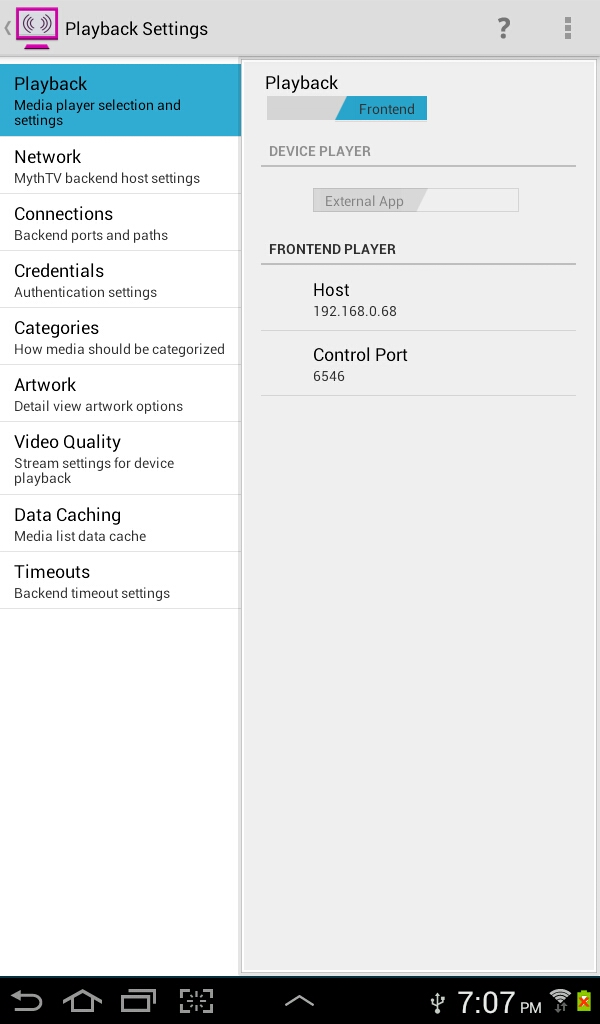 Playback Settings
?
Playback
Media player selection and
settings
Network
MythTV backend host settings
Connections
Backend ports and paths
Credentials
Authentication settings
Categories
How media should be categorized
Artwork
Detail view artwork options
Video Quality
Stream settings for device
playback
Data Caching
Media list data cache
Timeouts
Backend timeout settings
Playback
Frontend
DEVICE PLAYER
External App
FRONTEND PLAYER
Host
192.168.0.68
Control Port
6546
7:07 PM